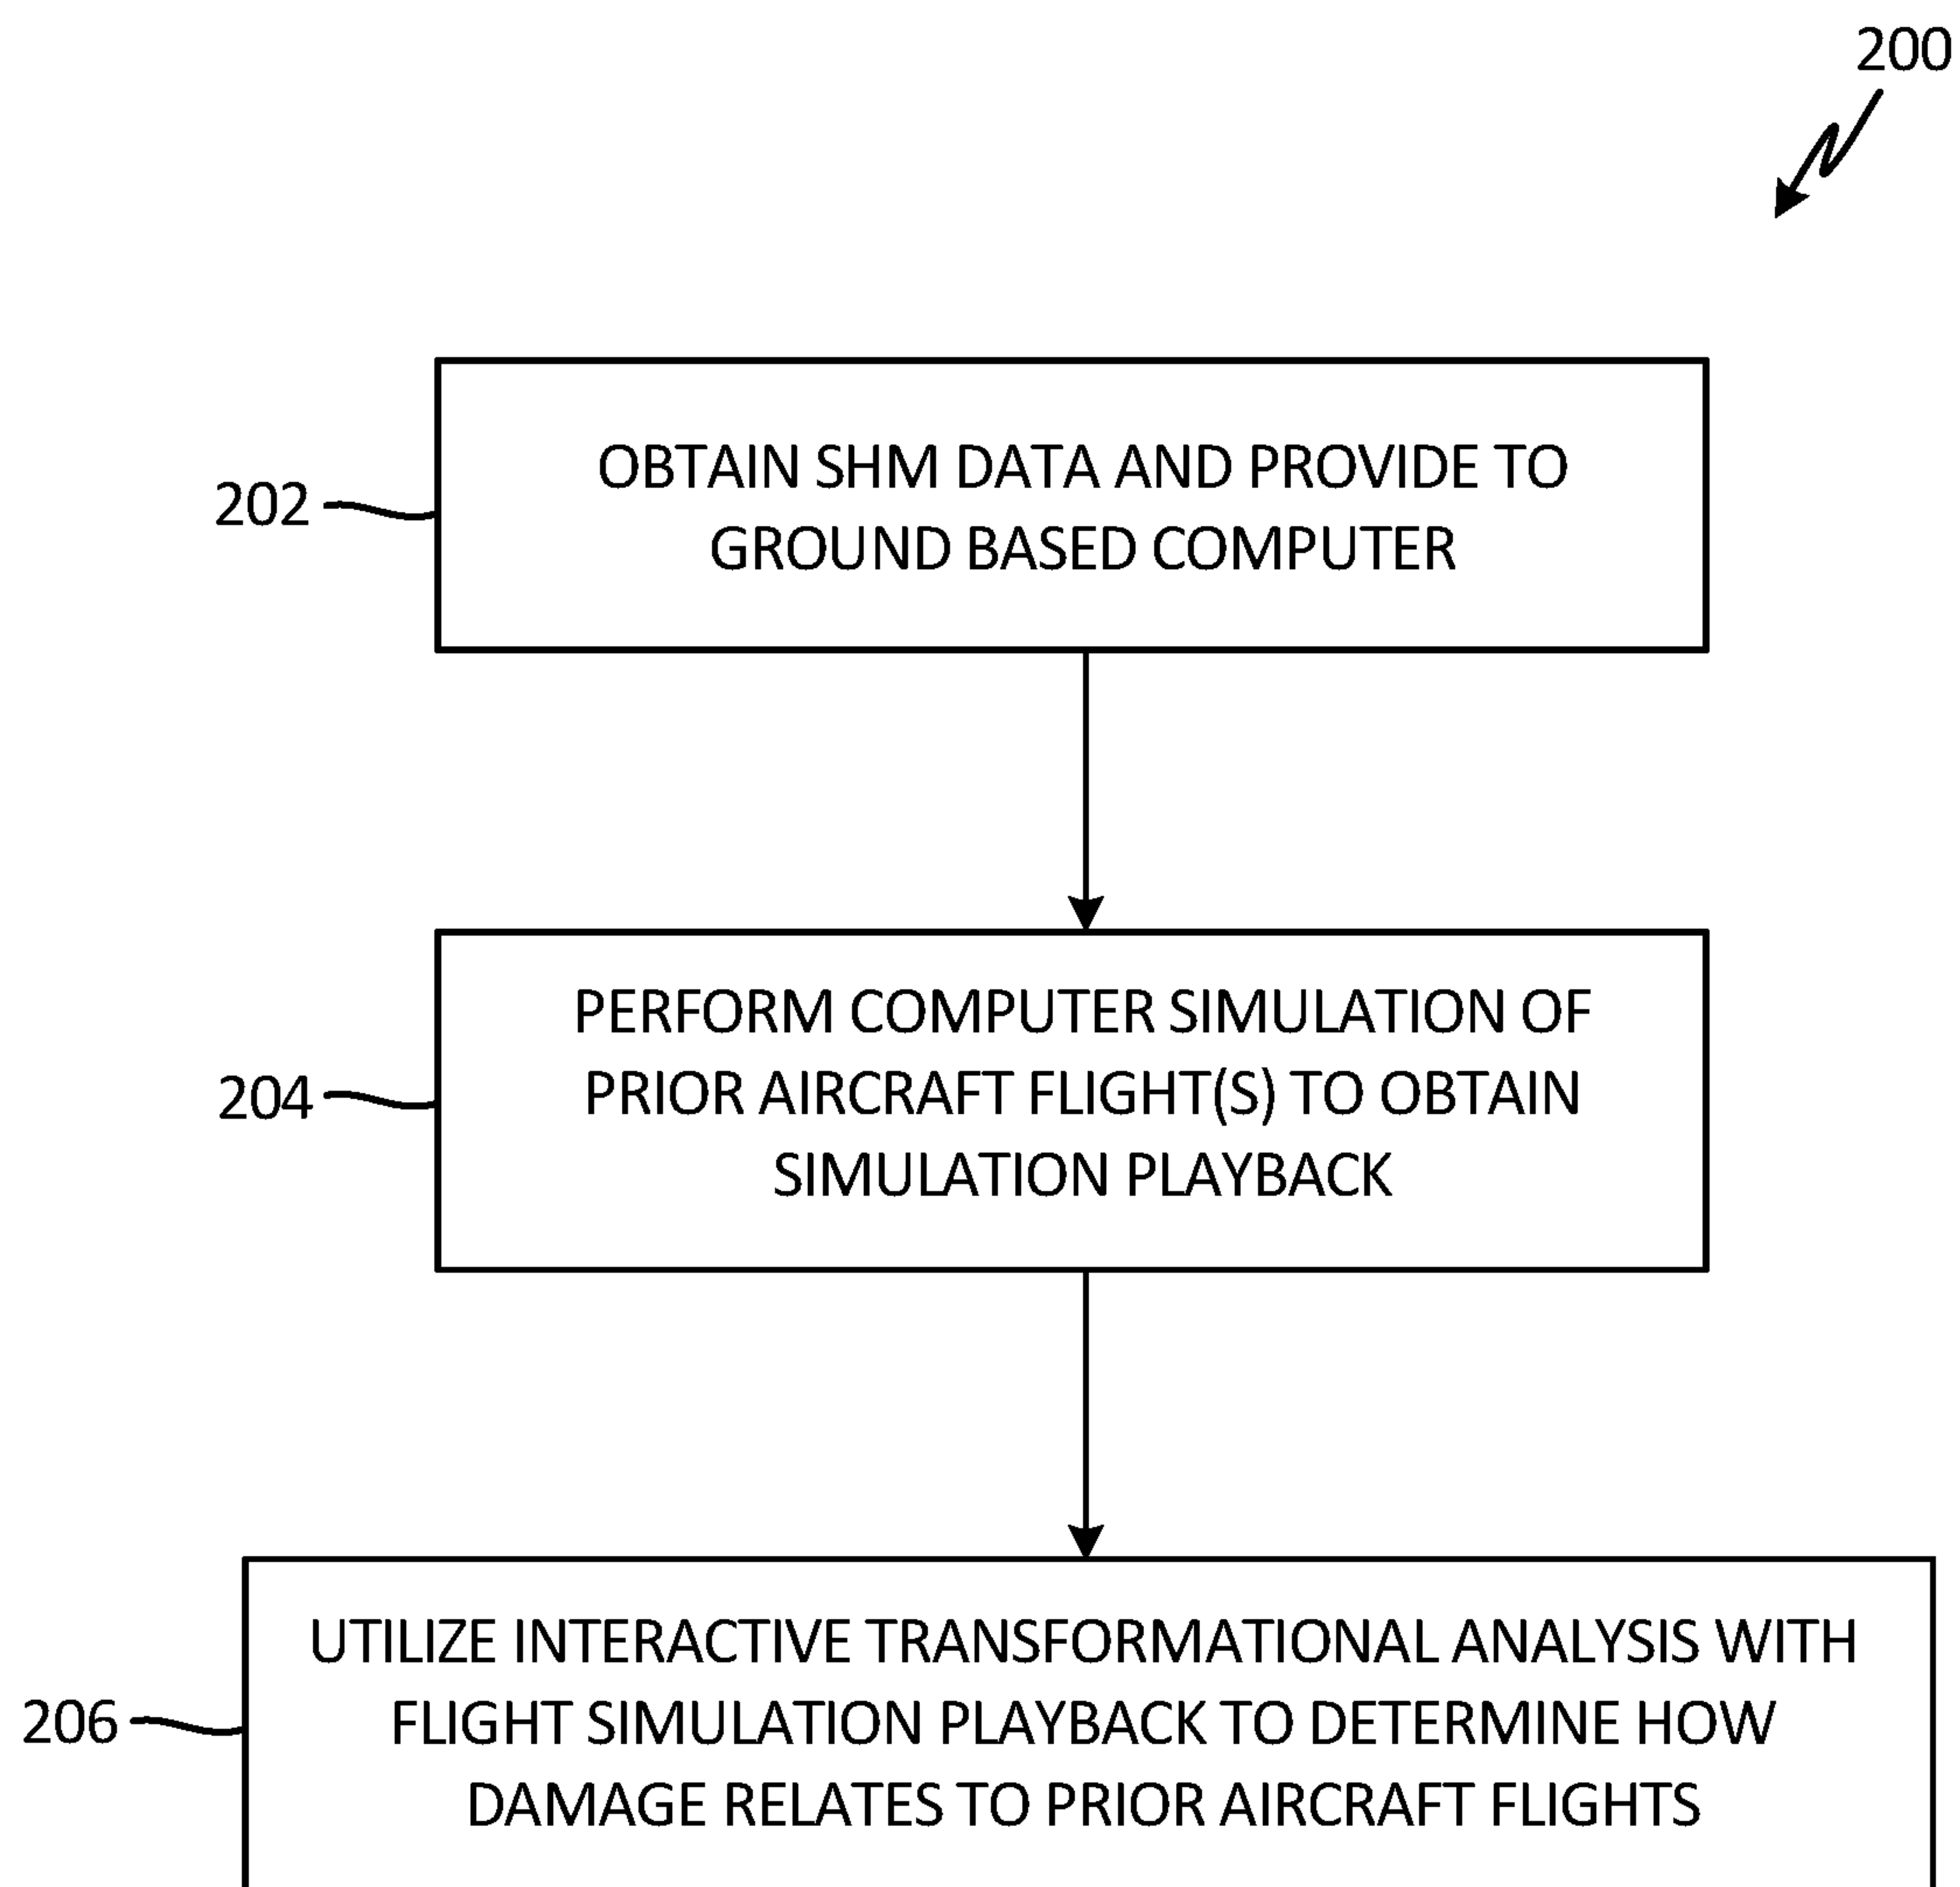 200
202
OBTAIN SHM DATA AND PROVIDE TO
GROUND BASED COMPUTER
204
PERFORM COMPUTER SIMULATION OF
PRIOR AIRCRAFT FLIGHT(S) TO OBTAIN
SIMULATION PLAYBACK
206
UTILIZE INTERACTIVE TRANSFORMATIONAL ANALYSIS WITH
FLIGHT SIMULATION PLAYBACK TO DETERMINE HOW
DAMAGE RELATES TO PRIOR AIRCRAFT FLIGHTS